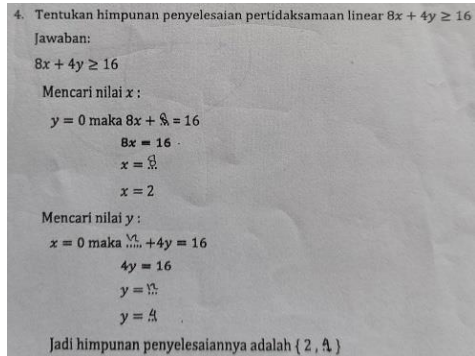 4. Tentukan himpunan penyelesaian pertidaksamaan linear 8x + 4y ≥ 16
Jawaban:
8x + 4y ≥ 16
Mencari nilai x :
y = 0 maka 8x + = 16
8x = 16
x =
x = 2
Mencari nilai y :
x = 0 maka ..... +4y = 16
4y = 16
y =
y = 4
Jadi himpunan penyelesaiannya adalah { 2 , 4 }